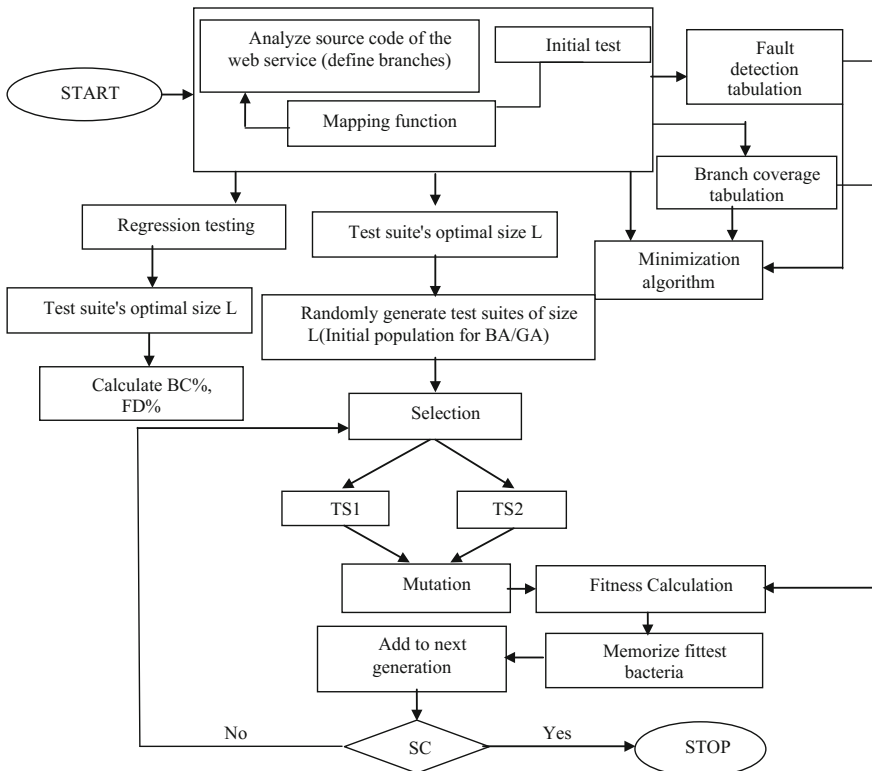 START
Analyze source code of the
web service (define branches)
Initial test
Mapping function
Fault
detection
tabulation
Branch coverage
tabulation
Regression testing
Test suite's optimal size L
Minimization
algorithm
Test suite's optimal size L
Randomly generate test suites of size
L(Initial population for BA/GA)
Calculate BC%,
FD%
Selection
TS1
TS2
Mutation
Fitness Calculation
Add to next
generation
Memorize fittest
bacteria
No
SC
Yes
STOP